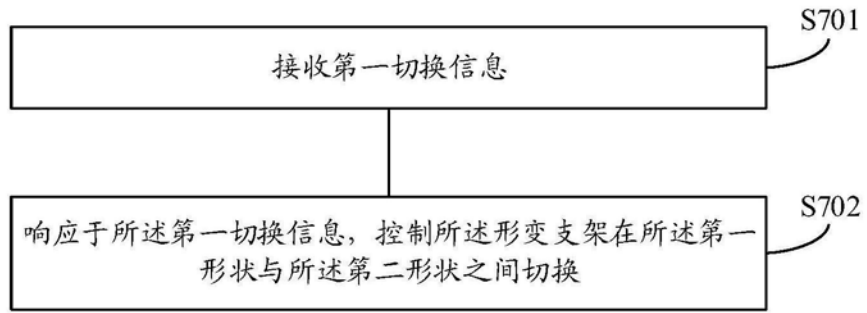 S701
接收第一切换信息
S702
响应于所述第一切换信息，控制所述形变支架在所述第一
形状与所述第二形状之间切换